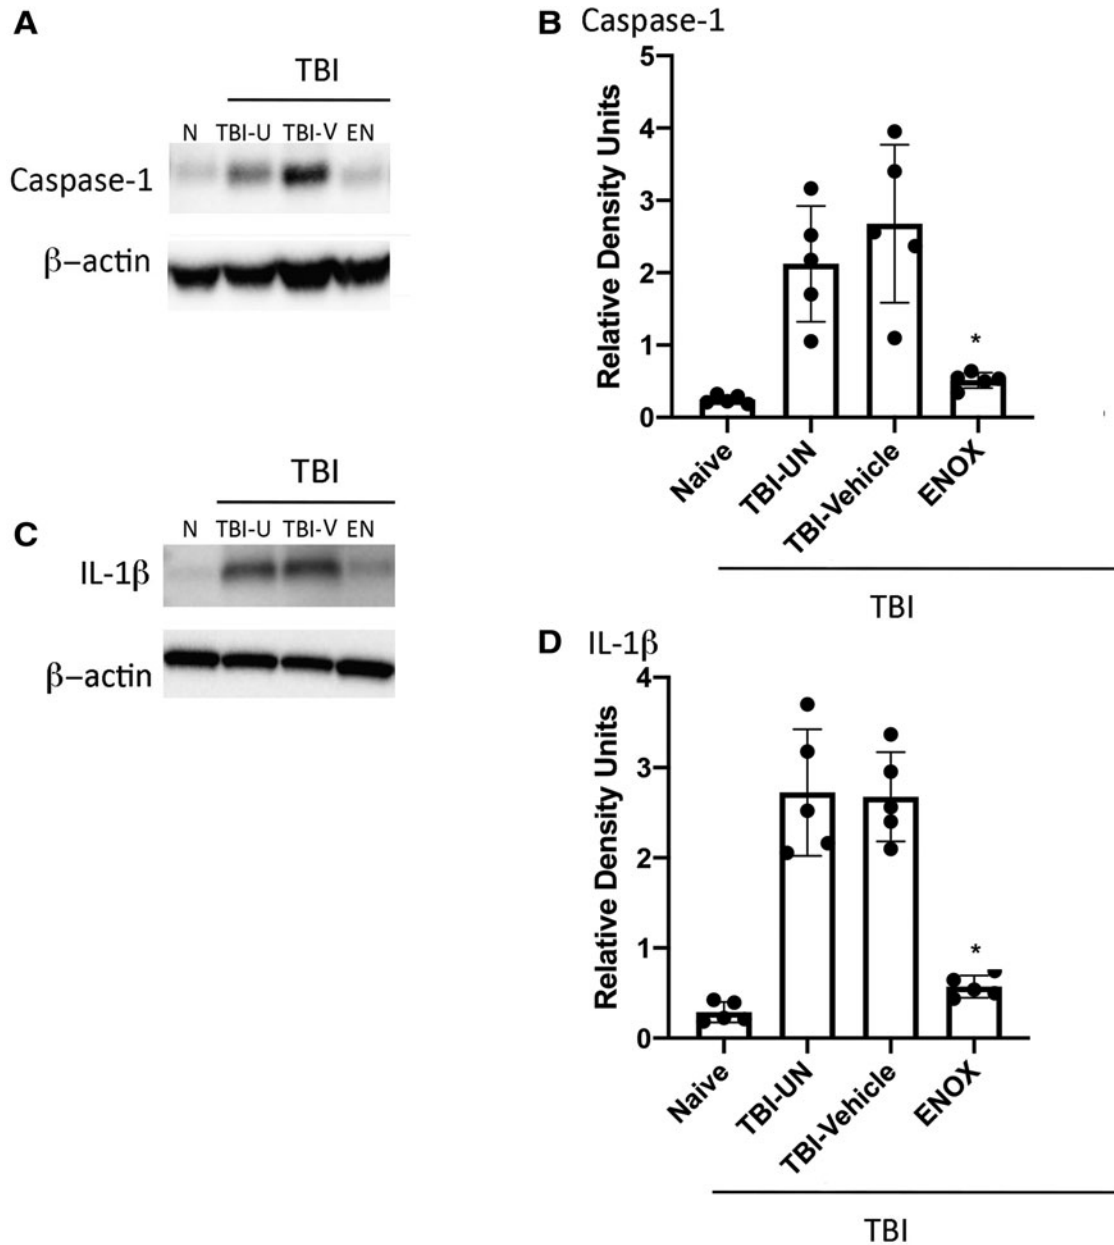 A
TBI
N TBI-U TBI-V EN
Caspase-1
β–actin
B Caspase-1
Relative Density Units
5
4
3
2
1
0
*
Naive
TBI-UN
TBI-Vehicle
ENOX
TBI
C
TBI
N TBI-U TBI-V EN
IL-1β
β–actin
D IL-1β
Relative Density Units
4
3
2
1
0
*
Naive
TBI-UN
TBI-Vehicle
ENOX
TBI